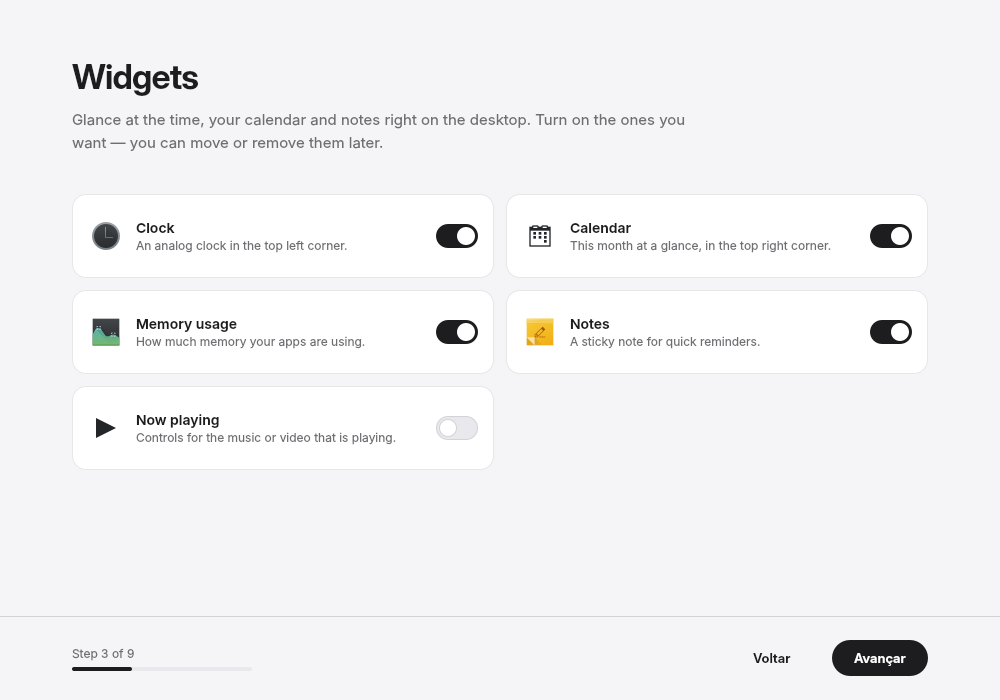 Widgets
Glance at the time, your calendar and notes right on the desktop. Turn on the ones you
want — you can move or remove them later.
Clock
An analog clock in the top left corner.
Calendar
This month at a glance, in the top right corner.
Memory usage
How much memory your apps are using.
Notes
A sticky note for quick reminders.
Now playing
Controls for the music or video that is playing.
Step 3 of 9
Voltar
Avançar